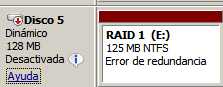 Disco 5
Dinámico
128 MB
Desactivada
Ayuda
RAID 1 (E:)
125 MB NTFS
Error de redundancia